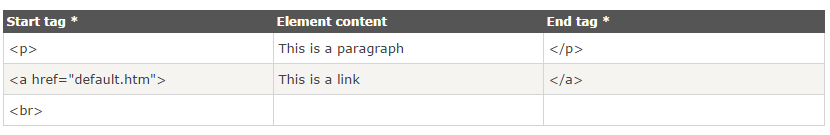 Start tag * Element content End tag *
<p> This is a paragraph </p>
<a href="default.htm"> This is a link </a>
<br>